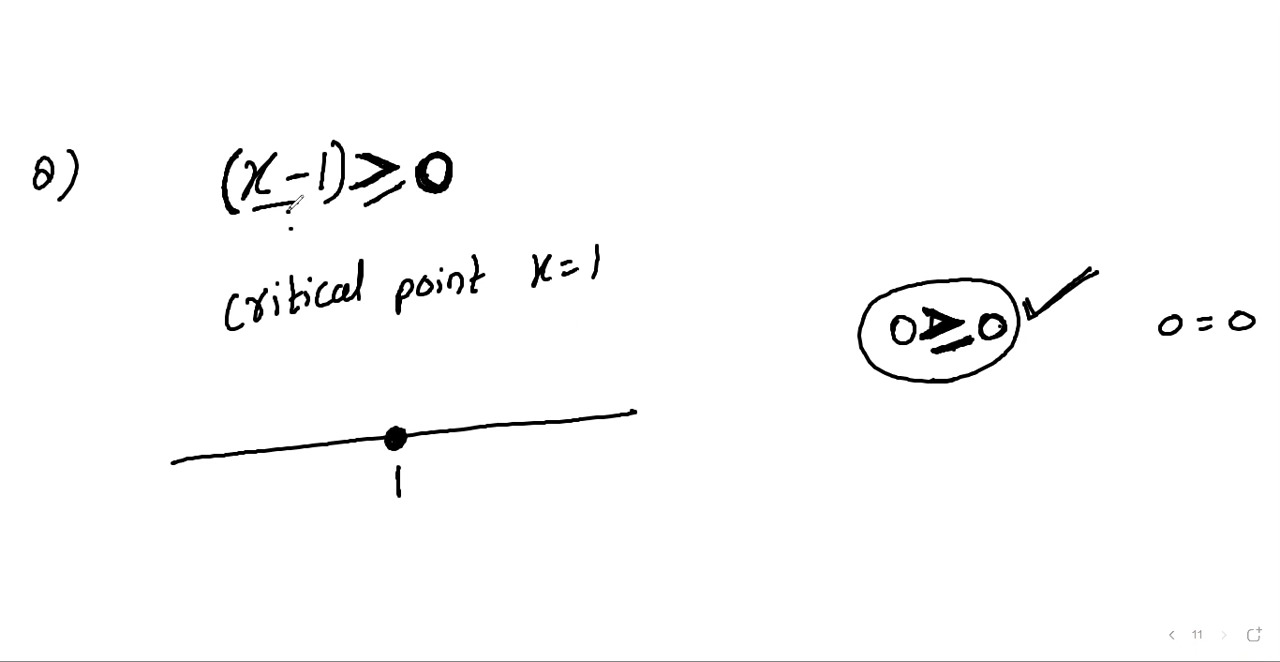 Q) (x-1)≥0
critical point x=1
0≥0 0=0
1
< 11 >